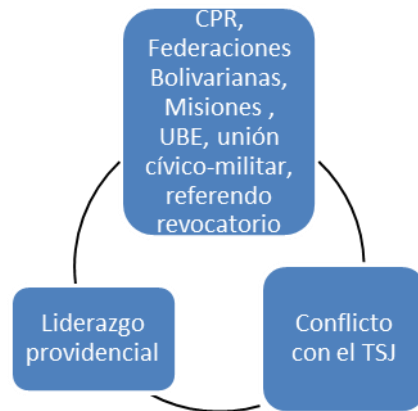 CPR,
Federaciones
Bolivarianas,
Misiones ,
UBE, unión
cívico-militar,
referendo
revocatorio
Liderazgo
providencial
Conflicto
con el TSJ